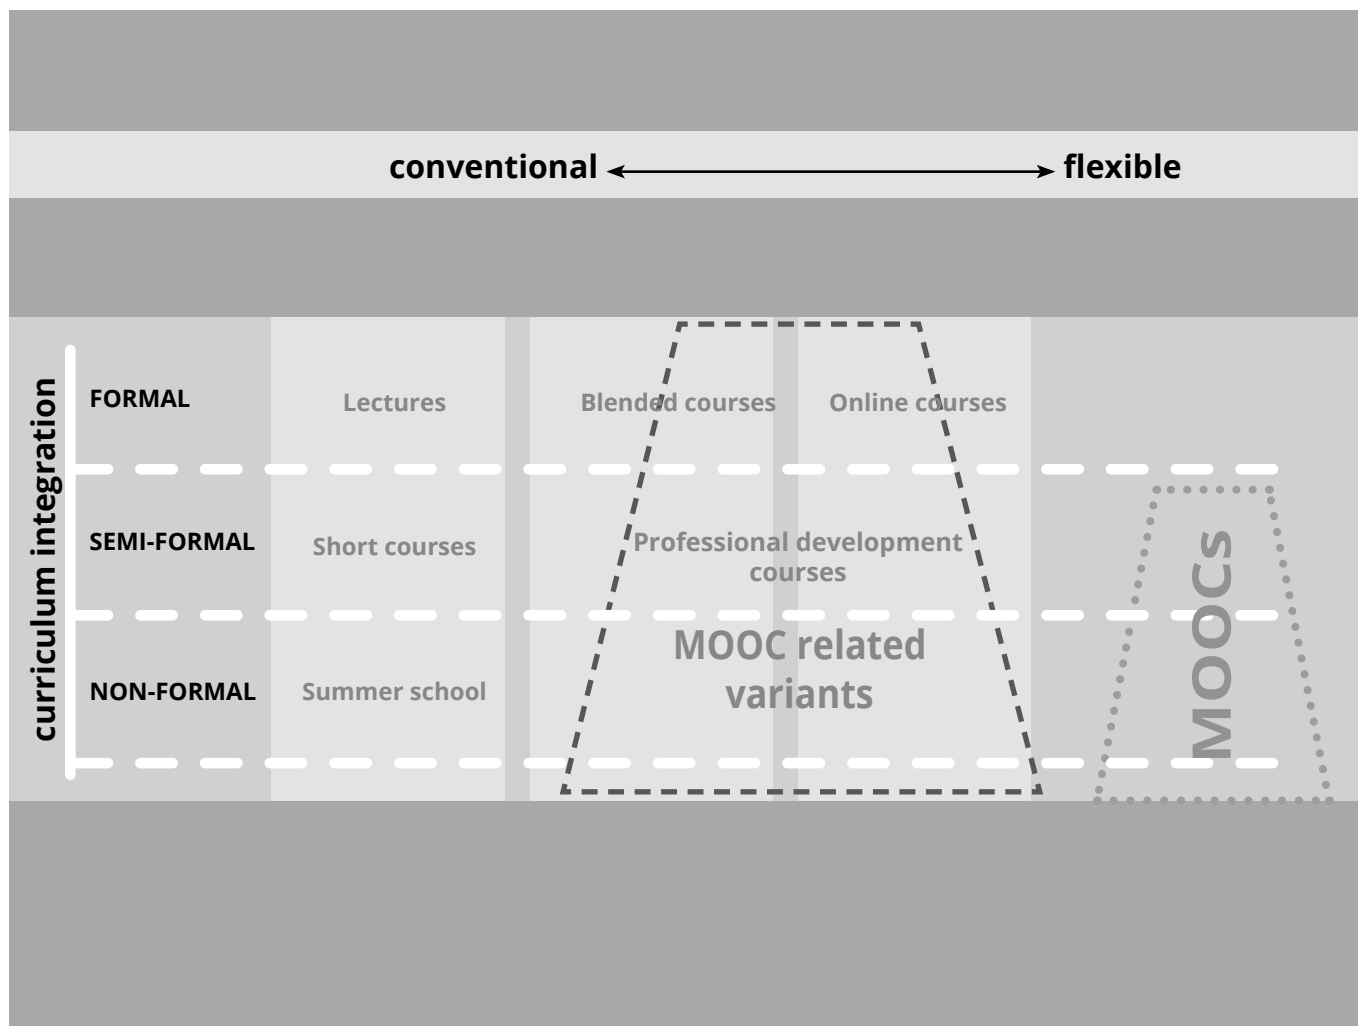 conventional flexible
curriculum integration
FORMAL Lectures Blended courses Online courses
SEMI-FORMAL Short courses Professional development
courses
MOOC related
variants
NON-FORMAL Summer school
MOOCs